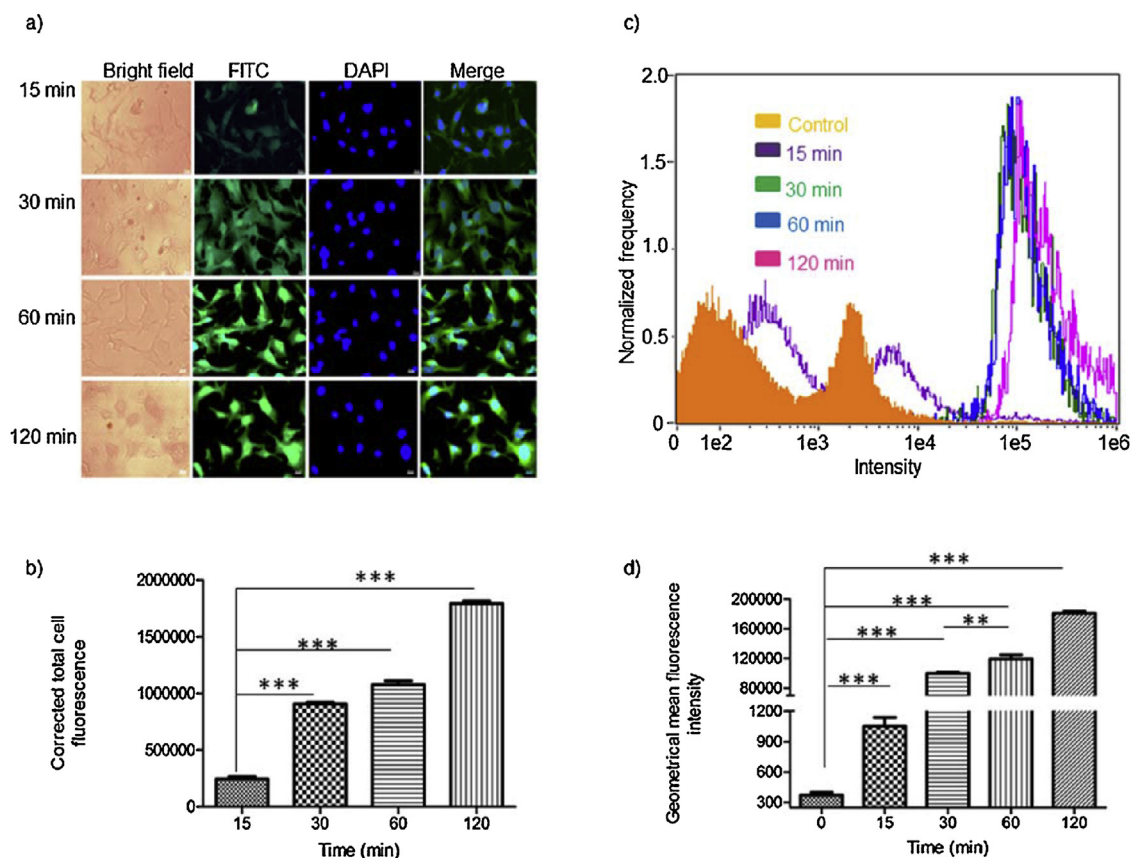 a)
Bright field FITC DAPI Merge
15 min
30 min
60 min
120 min
b)
Corrected total cell
fluorescence
2000000
1500000
1000000
500000
0
***
***
***
15 30 60 120
Time (min)
c)
Normalized frequency
2.0
1.5
1.0
0.5
0
Control
15 min
30 min
60 min
120 min
0 1e2 1e3 1e4 1e5 1e6
Intensity
d)
Geometrical mean fluorescence
intensity
200000
160000
120000
80000
1200
900
600
300
***
***
*** **
***
0 15 30 60 120
Time (min)